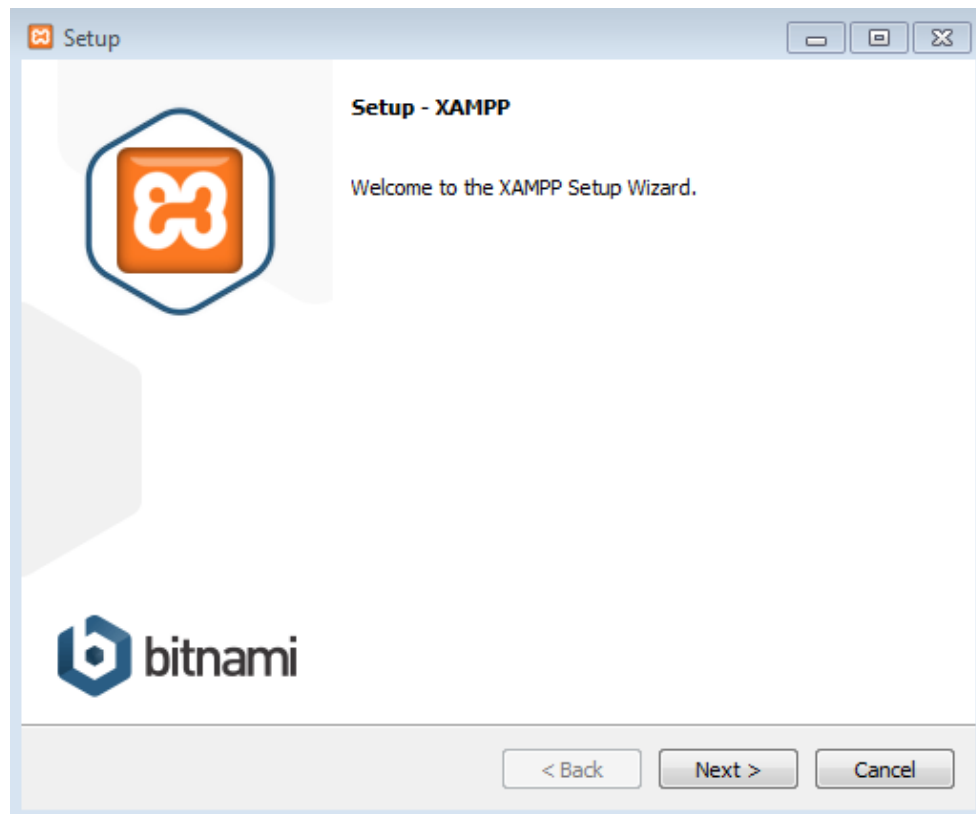 Setup
Setup - XAMPP
Welcome to the XAMPP Setup Wizard.
bitnami
< Back Next > Cancel